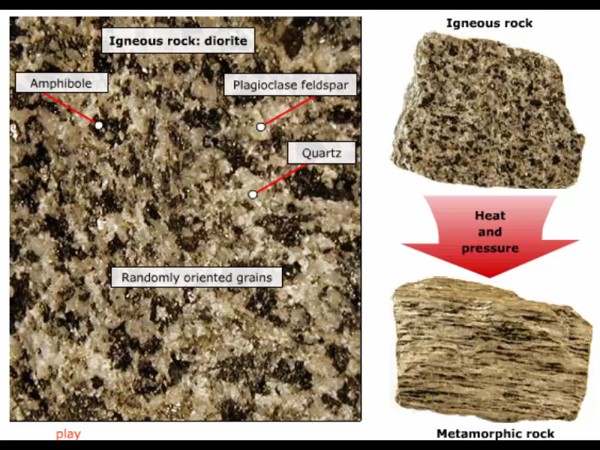 Igneous rock: diorite
Amphibole
Plagioclase feldspar
Quartz
Randomly oriented grains
play
Igneous rock
Heat
and
pressure
Metamorphic rock